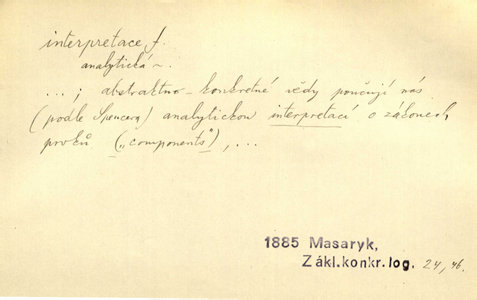 interpretace, f.
analytická ~.
...; abstraktno-konkretné vědy poučují nás
(podle Spencera) analytickou interpretací o zákonech
prvků („components"), ...
1885 Masaryk,
Zákl.konkr.log. 24, 46.